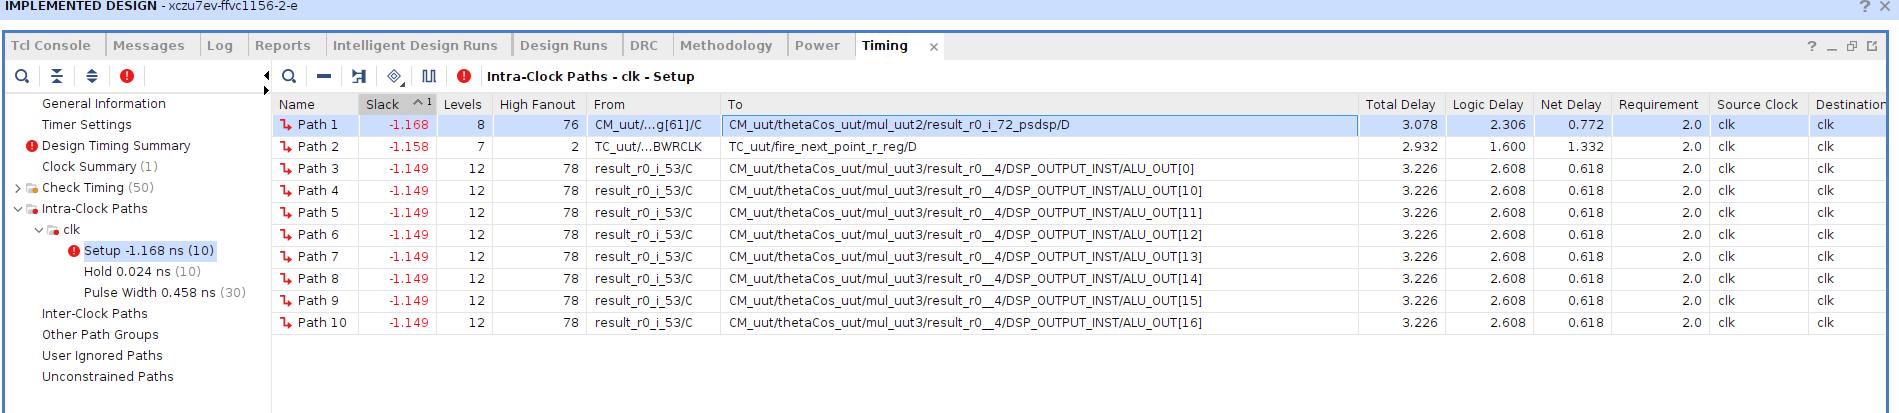 IMPLEMENTED DESIGN - xczu7ev-ffvc1156-2-e
Tcl Console Messages Log Reports Intelligent Design Runs Design Runs DRC Methodology Power Timing
Intra-Clock Paths - clk - Setup
General Information
Timer Settings
Design Timing Summary
Clock Summary (1)
Check Timing (50)
Intra-Clock Paths
clk
Setup -1.168 ns (10)
Hold 0.024 ns (10)
Pulse Width 0.458 ns (30)
Inter-Clock Paths
Other Path Groups
User Ignored Paths
Unconstrained Paths
Name Slack 1 Levels High Fanout From To Total Delay Logic Delay Net Delay Requirement Source Clock Destination
Path 1 -1.168 8 76 CM_uut/...g[61]/C CM_uut/thetaCos_uut/mul_uut2/result_r0_i_72_psdsp/D 3.078 2.306 0.772 2.0 clk clk
Path 2 -1.158 7 2 TC_uut/...BWRCLK TC_uut/fire_next_point_r_reg/D 2.932 1.600 1.332 2.0 clk clk
Path 3 -1.149 12 78 result_r0_i_53/C CM_uut/thetaCos_uut/mul_uut3/result_r0__4/DSP_OUTPUT_INST/ALU_OUT[0] 3.226 2.608 0.618 2.0 clk clk
Path 4 -1.149 12 78 result_r0_i_53/C CM_uut/thetaCos_uut/mul_uut3/result_r0__4/DSP_OUTPUT_INST/ALU_OUT[10] 3.226 2.608 0.618 2.0 clk clk
Path 5 -1.149 12 78 result_r0_i_53/C CM_uut/thetaCos_uut/mul_uut3/result_r0__4/DSP_OUTPUT_INST/ALU_OUT[11] 3.226 2.608 0.618 2.0 clk clk
Path 6 -1.149 12 78 result_r0_i_53/C CM_uut/thetaCos_uut/mul_uut3/result_r0__4/DSP_OUTPUT_INST/ALU_OUT[12] 3.226 2.608 0.618 2.0 clk clk
Path 7 -1.149 12 78 result_r0_i_53/C CM_uut/thetaCos_uut/mul_uut3/result_r0__4/DSP_OUTPUT_INST/ALU_OUT[13] 3.226 2.608 0.618 2.0 clk clk
Path 8 -1.149 12 78 result_r0_i_53/C CM_uut/thetaCos_uut/mul_uut3/result_r0__4/DSP_OUTPUT_INST/ALU_OUT[14] 3.226 2.608 0.618 2.0 clk clk
Path 9 -1.149 12 78 result_r0_i_53/C CM_uut/thetaCos_uut/mul_uut3/result_r0__4/DSP_OUTPUT_INST/ALU_OUT[15] 3.226 2.608 0.618 2.0 clk clk
Path 10 -1.149 12 78 result_r0_i_53/C CM_uut/thetaCos_uut/mul_uut3/result_r0__4/DSP_OUTPUT_INST/ALU_OUT[16] 3.226 2.608 0.618 2.0 clk clk